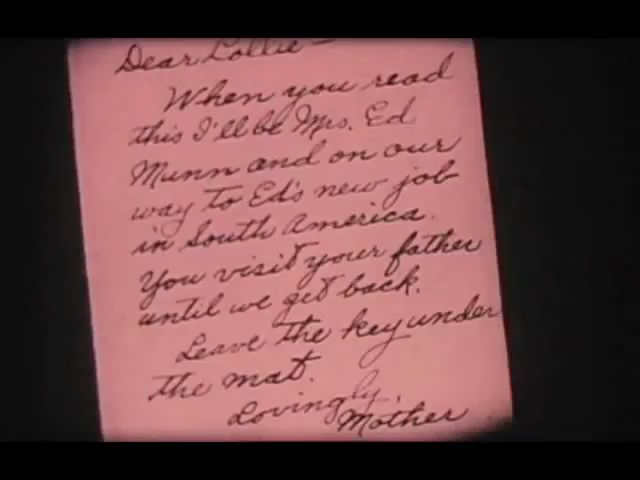 Dear Lollie —
When you read
this I'll be Mrs. Ed
Munn and on our
way to Ed's new job
in South America.
You visit your father
until we get back.
Leave the key under
the mat.
Lovingly,
Mother